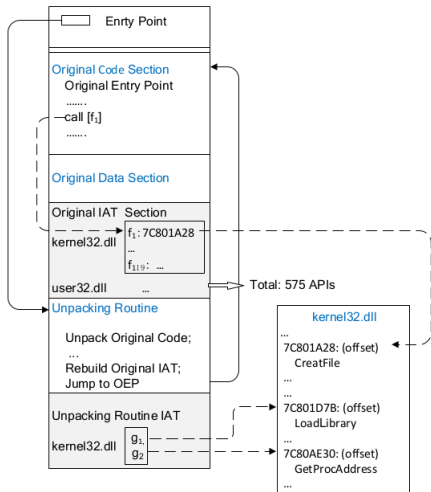 Enrty Point
Original Code Section
Original Entry Point
.......
call [f1]
.......
Original Data Section
Original IAT Section
kernel32.dll
f1: 7C801A28
...
f119: ...
user32.dll ...
Total: 575 APIs
Unpacking Routine
Unpack Original Code;
...
Rebuild Original IAT;
Jump to OEP
Unpacking Routine IAT
kernel32.dll
g1,
g2
kernel32.dll
...
7C801A28: (offset)
CreatFile
...
...
7C801D7B: (offset)
LoadLibrary
...
7C80AE30: (offset)
GetProcAddress
...